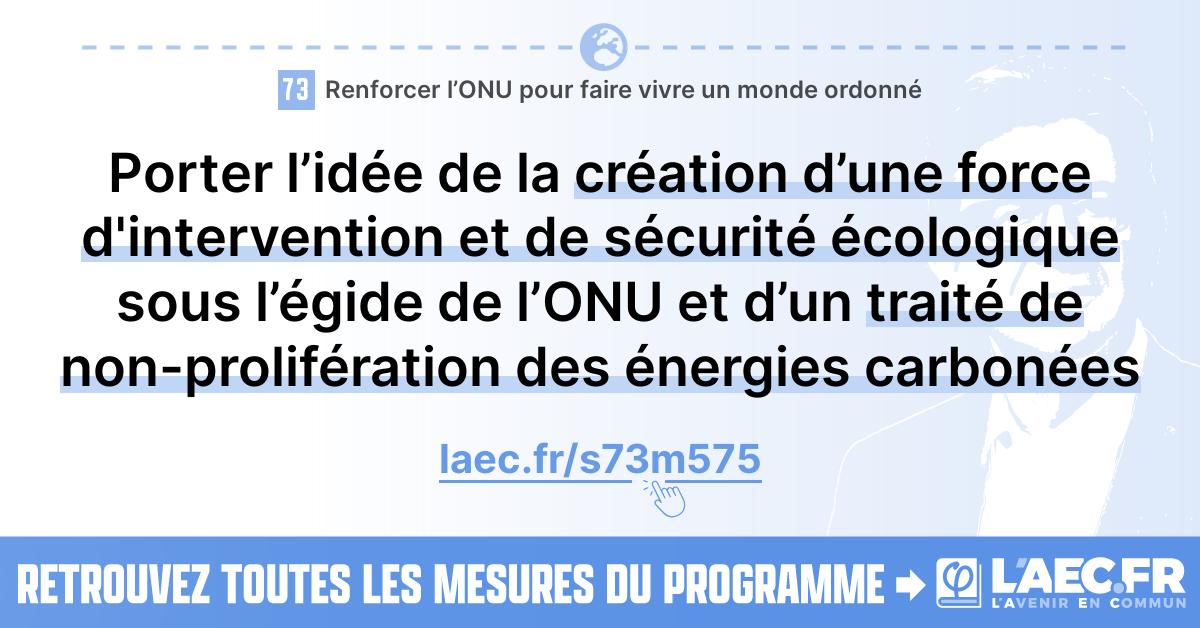 73 Renforcer l’ONU pour faire vivre un monde ordonné
Porter l’idée de la création d’une force
d'intervention et de sécurité écologique
sous l’égide de l’ONU et d’un traité de
non-prolifération des énergies carbonées
laec.fr/s73m575
RETROUVEZ TOUTES LES MESURES DU PROGRAMME → φ L'AEC.FR
L'AVENIR EN COMMUN